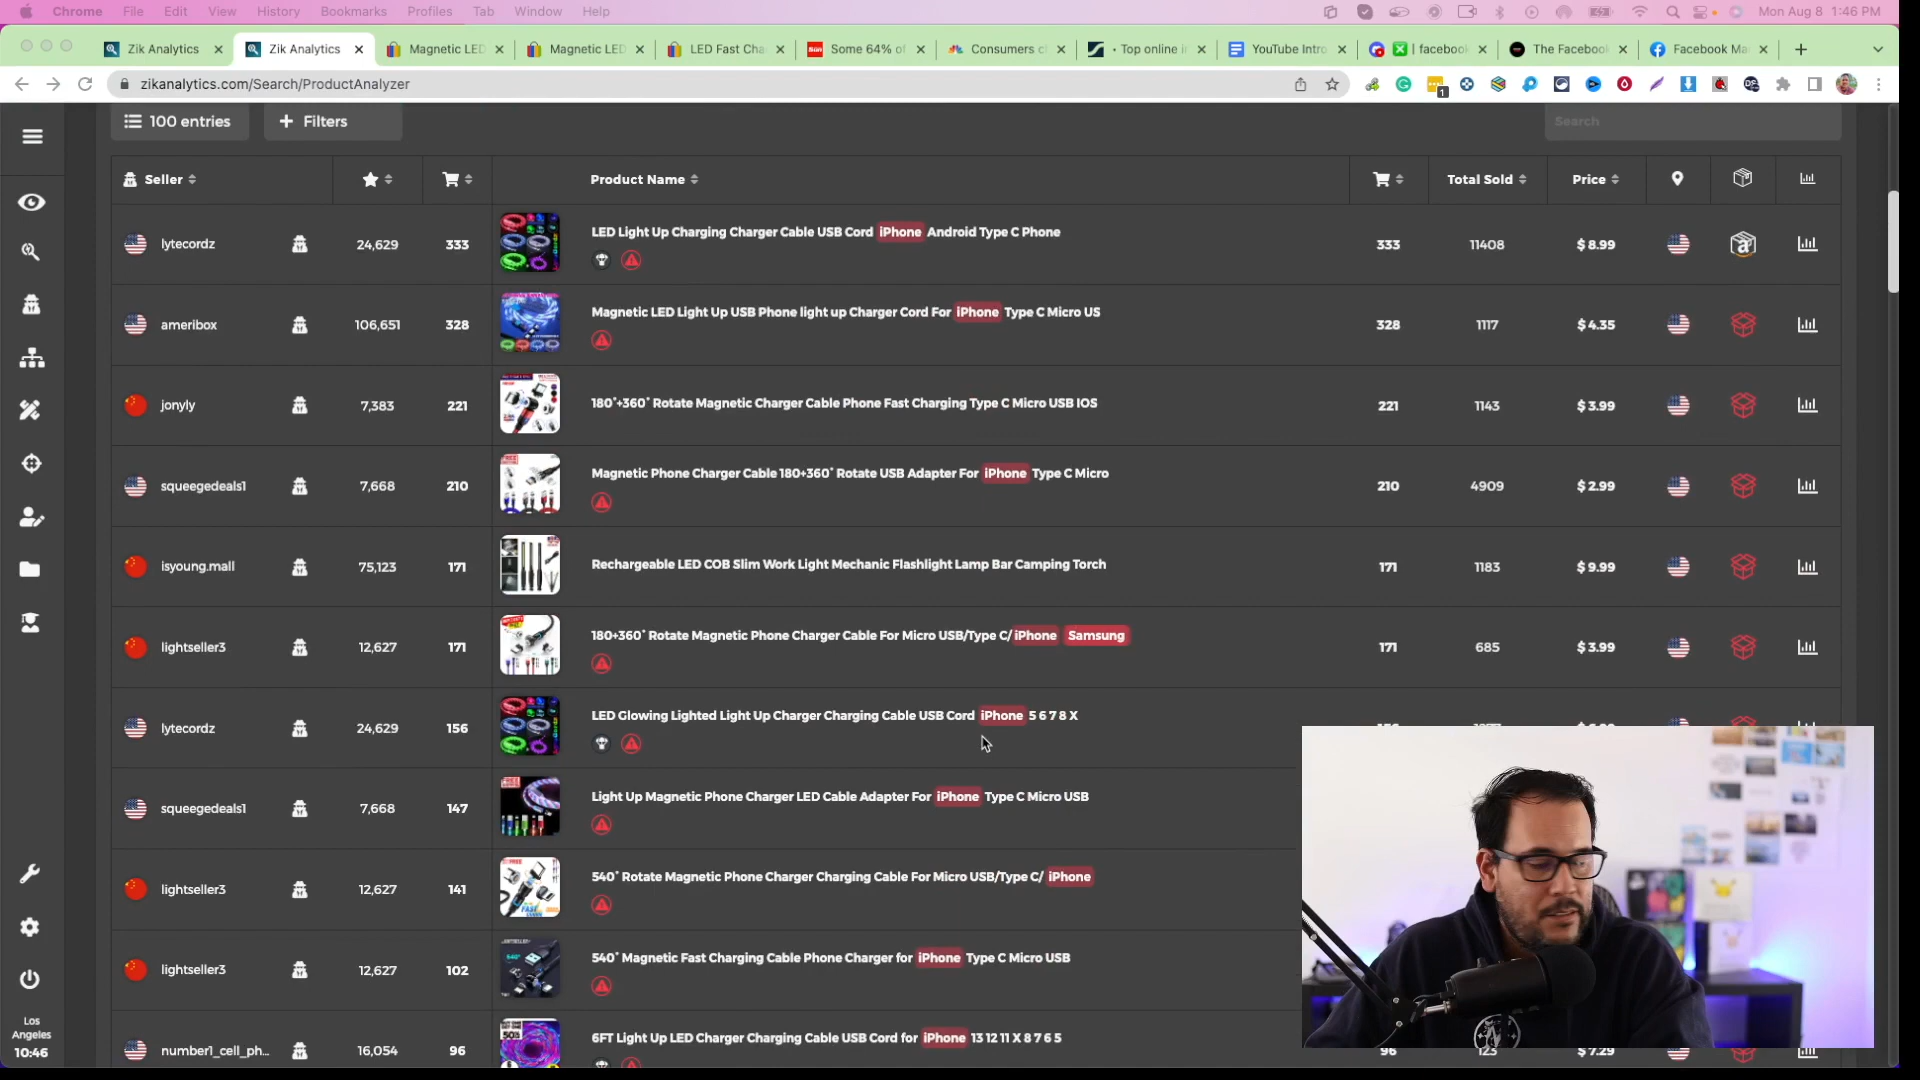 Chrome File Edit View History Bookmarks Profiles Tab Window Help Mon Aug 8 1:46 PM
Zik Analytics Zik Analytics Magnetic LED Magnetic LED LED Fast Cha Some 64% of Consumers c • Top online i YouTube Intro | facebook The Facebook Facebook Ma
zikanalytics.com/Search/ProductAnalyzer
100 entries + Filters Search
Seller Product Name Total Sold Price
lytecordz 24,629 333 LED Light Up Charging Charger Cable USB Cord iPhone Android Type C Phone 333 11408 $ 8.99
ameribox 106,651 328 Magnetic LED Light Up USB Phone light up Charger Cord For iPhone Type C Micro US 328 1117 $ 4.35
jonyly 7,383 221 180°+360° Rotate Magnetic Charger Cable Phone Fast Charging Type C Micro USB IOS 221 1143 $ 3.99
squeegedeals1 7,668 210 Magnetic Phone Charger Cable 180+360° Rotate USB Adapter For iPhone Type C Micro 210 4909 $ 2.99
isyoung.mall 75,123 171 Rechargeable LED COB Slim Work Light Mechanic Flashlight Lamp Bar Camping Torch 171 1183 $ 9.99
lightseller3 12,627 171 180+360° Rotate Magnetic Phone Charger Cable For Micro USB/Type C/ iPhone Samsung 171 685 $ 3.99
lytecordz 24,629 156 LED Glowing Lighted Light Up Charger Charging Cable USB Cord iPhone 5 6 7 8 X
squeegedeals1 7,668 147 Light Up Magnetic Phone Charger LED Cable Adapter For iPhone Type C Micro USB
lightseller3 12,627 141 540° Rotate Magnetic Phone Charger Charging Cable For Micro USB/Type C/ iPhone
lightseller3 12,627 102 540° Magnetic Fast Charging Cable Phone Charger for iPhone Type C Micro USB
number1_cell_ph... 16,054 96 6FT Light Up LED Charger Charging Cable USB Cord for iPhone 13 12 11 X 8 7 6 5 96 123 $ 7.29
Los
Angeles
10:46